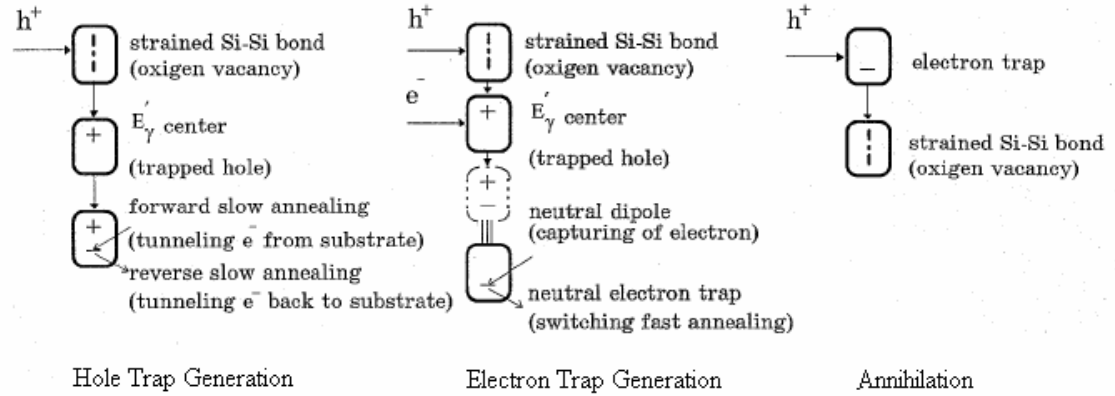 h⁺
strained Si-Si bond
(oxigen vacancy)
+
E'γ center
(trapped hole)
+
−
forward slow annealing
(tunneling e⁻ from substrate)
reverse slow annealing
(tunneling e⁻ back to substrate)
Hole Trap Generation
h⁺
strained Si-Si bond
(oxigen vacancy)
e⁻
+
E'γ center
(trapped hole)
+
−
neutral dipole
(capturing of electron)
−
neutral electron trap
(switching fast annealing)
Electron Trap Generation
h⁺
−
electron trap
strained Si-Si bond
(oxigen vacancy)
Annihilation